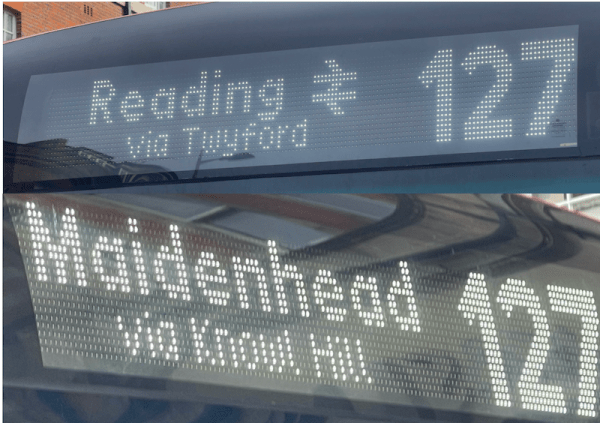 Reading 127
via Twyford
Maidenhead 127
via Knowl Hill